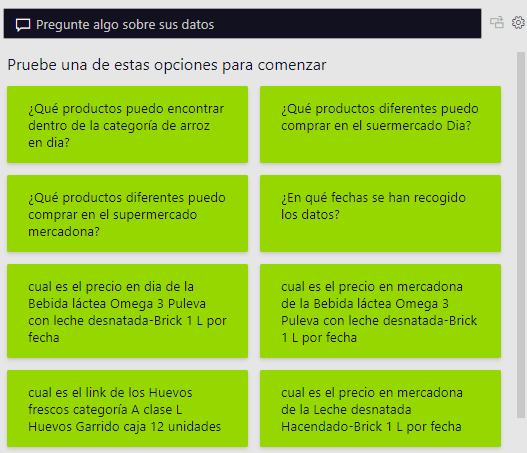 Pregunte algo sobre sus datos
Pruebe una de estas opciones para comenzar
¿Qué productos puedo encontrar
dentro de la categoría de arroz
en dia?
¿Qué productos diferentes puedo
comprar en el suermercado Dia?
¿Qué productos diferentes puedo
comprar en el supermercado
mercadona?
¿En qué fechas se han recogido
los datos?
cual es el precio en dia de la
Bebida láctea Omega 3 Puleva
con leche desnatada-Brick 1 L por
fecha
cual es el precio en mercadona
de la Bebida láctea Omega 3
Puleva con leche desnatada-Brick
1 L por fecha
cual es el link de los Huevos
frescos categoría A clase L
Huevos Garrido caja 12 unidades
cual es el precio en mercadona
de la Leche desnatada
Hacendado-Brick 1 L por fecha